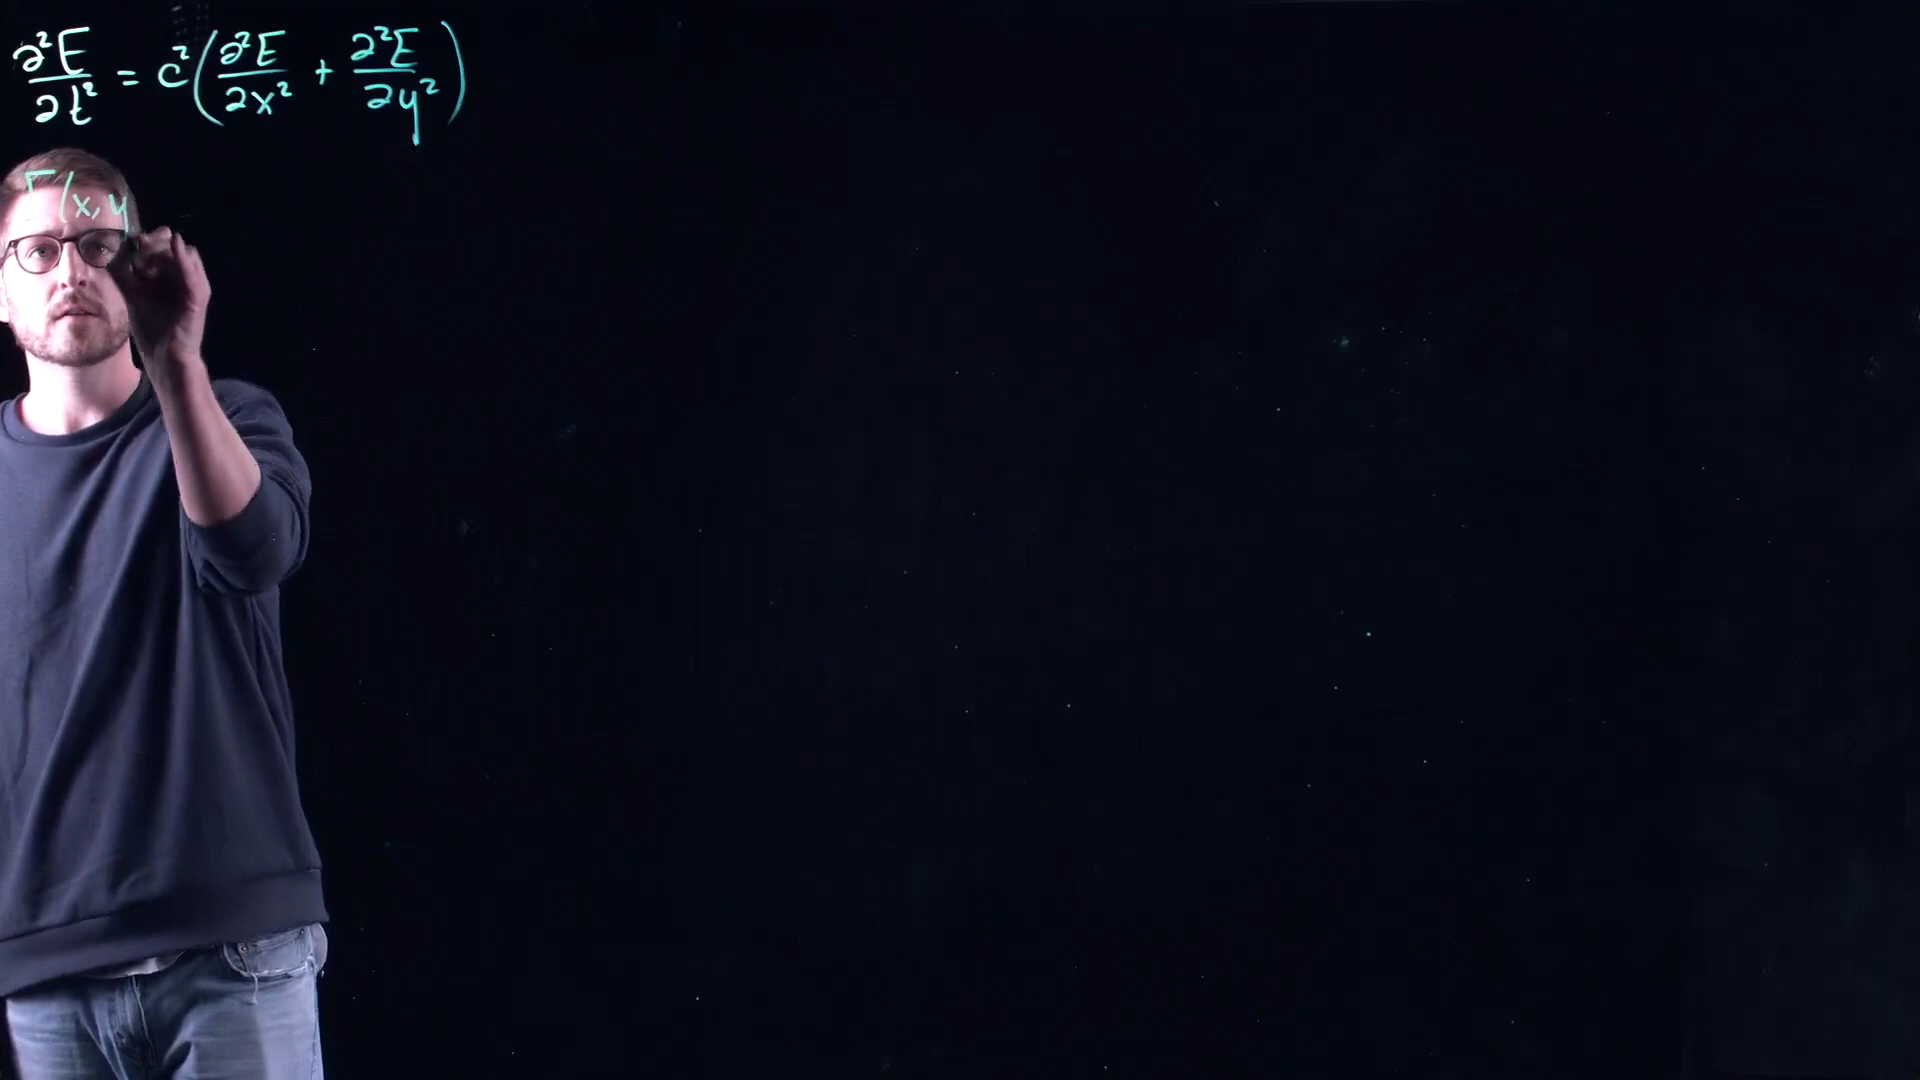 ∂²E/∂t² = c²(∂²E/∂x² + ∂²E/∂y²)
E(x, y